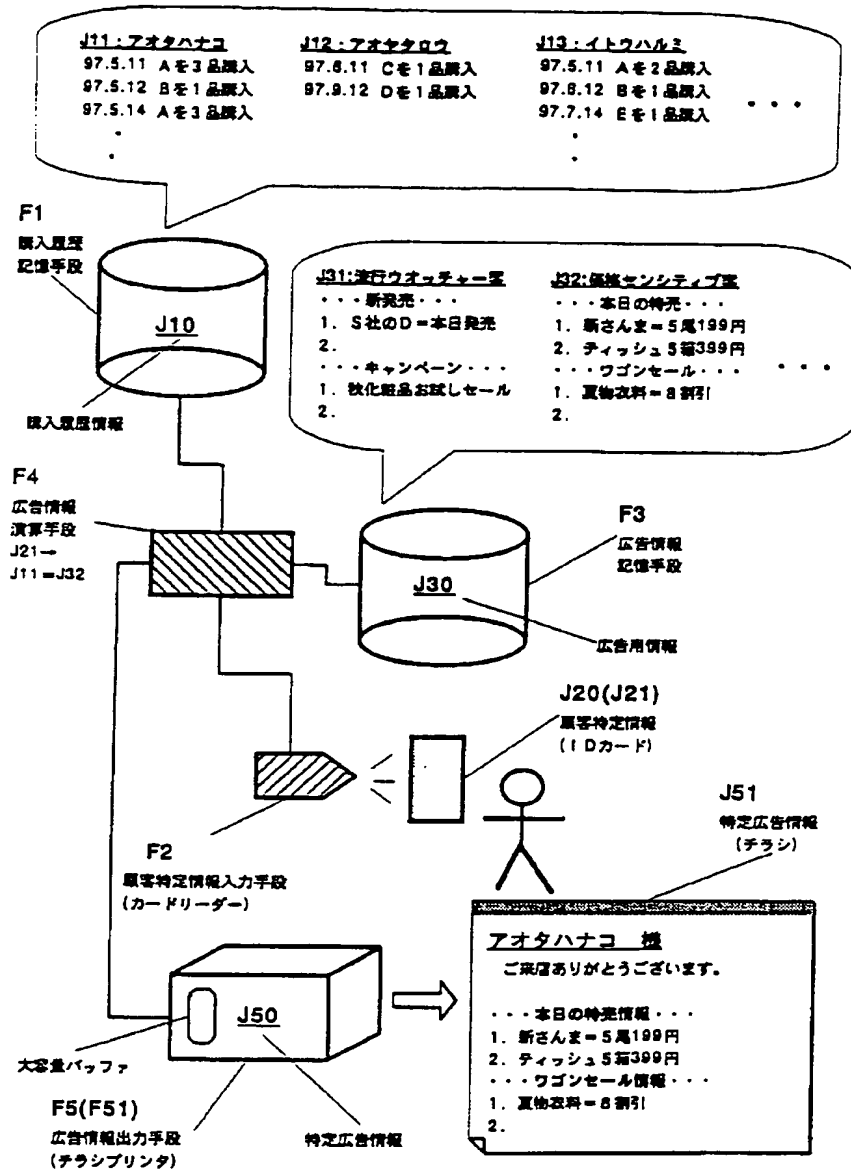 J11:アオタハナコ
97.5.11 Aを3品購入
97.5.12 Bを1品購入
97.5.14 Aを3品購入
・
・
J12:アオヤタロウ
97.6.11 Cを1品購入
97.9.12 Dを1品購入
J13:イトウハルミ
97.5.11 Aを2品購入
97.6.12 Bを1品購入
97.7.14 Eを1品購入
・
・
・・・
F1
購入履歴
記憶手段
J10
購入履歴情報
J31:流行ウオッチャー客
・・・新発売・・・
1. S社のD=本日発売
2.
・・・キャンペーン・・・
1. 秋化粧品お試しセール
2.
J32:価格センシティブ客
・・・本日の特売・・・
1. 新さんま=5尾199円
2. ティッシュ5箱399円
・・・ワゴンセール・・・
1. 夏物衣料=8割引
2.
・・・
F4
広告情報
演算手段
J21→
J11=J32
F3
広告情報
記憶手段
J30
広告用情報
J20(J21)
顧客特定情報
(IDカード)
F2
顧客特定情報入力手段
(カードリーダー)
J51
特定広告情報
(チラシ)
アオタハナコ 様
ご来店ありがとうございます。
・・・本日の特売情報・・・
1. 新さんま=5尾199円
2. ティッシュ5箱399円
・・・ワゴンセール情報・・・
1. 夏物衣料=8割引
2.
J50
大容量バッファ
F5(F51)
広告情報出力手段
(チラシプリンタ)
特定広告情報